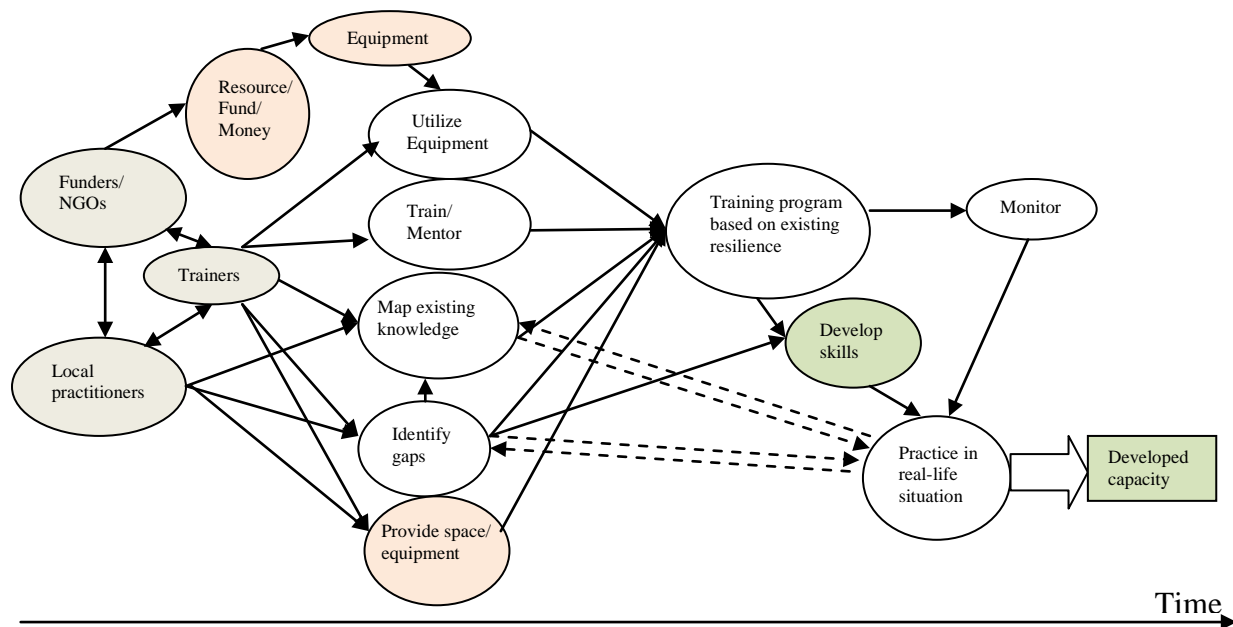 Equipment
Resource/
Fund/
Money
Utilize
Equipment
Funders/
NGOs
Train/
Mentor
Training program
based on existing
resilience
Monitor
Trainers
Map existing
knowledge
Develop
skills
Local
practitioners
Identify
gaps
Practice in
real-life
situation
Developed
capacity
Provide space/
equipment
Time